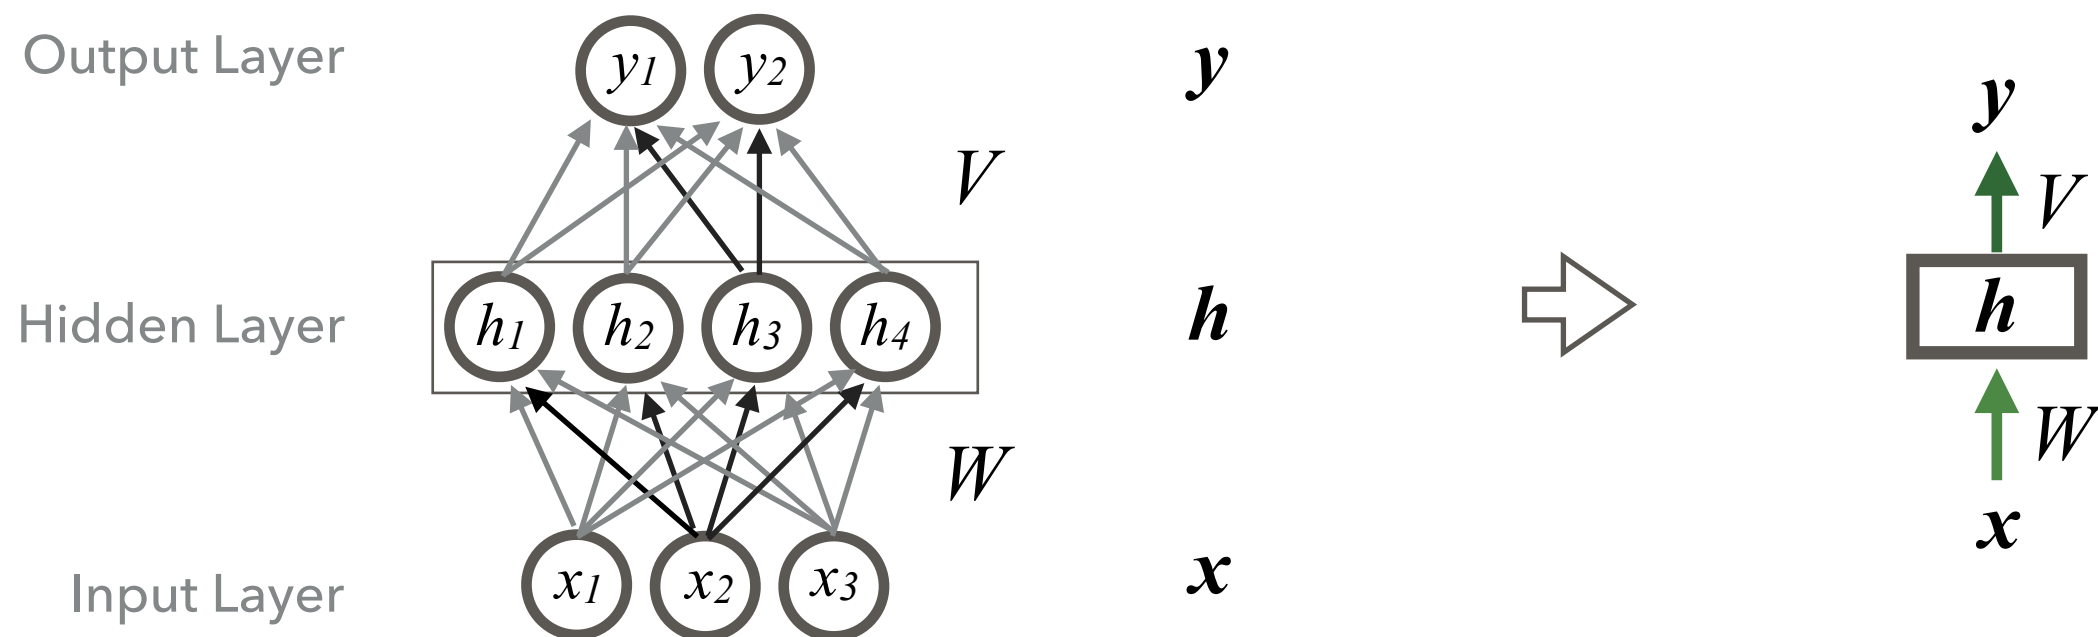 Output Layer
y1 y2
y
y
V
V
Hidden Layer
h1 h2 h3 h4
h
h
W
W
x
Input Layer
x1 x2 x3
x